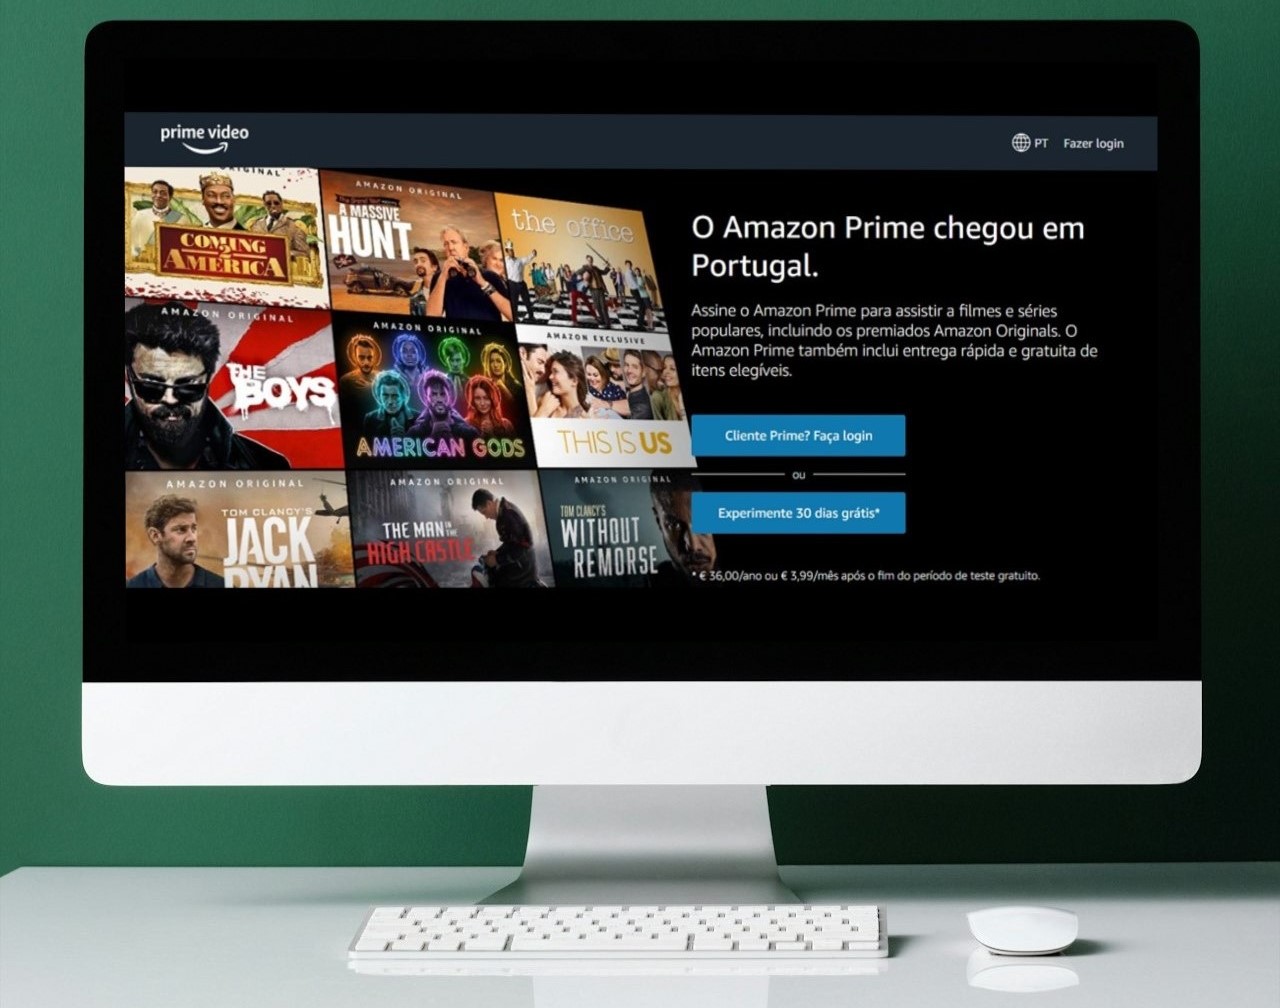 prime video
PT Fazer login
ORIGINAL
COMING
2
AMERICA
AMAZON ORIGINAL
A MASSIVE
HUNT
the office
AMAZON ORIGINAL
THE
BOYS
AMAZON ORIGINAL
AMERICAN GODS
AMAZON EXCLUSIVE
THIS IS US
AMAZON ORIGINAL
TOM CLANCY'S
JACK
RYAN
AMAZON ORIGINAL
THE MAN IN THE
HIGH CASTLE
AMAZON ORIGINAL
TOM CLANCY'S
WITHOUT
REMORSE
O Amazon Prime chegou em
Portugal.
Assine o Amazon Prime para assistir a filmes e séries
populares, incluindo os premiados Amazon Originals. O
Amazon Prime também inclui entrega rápida e gratuita de
itens elegíveis.
Cliente Prime? Faça login
ou
Experimente 30 dias grátis*
* € 36,00/ano ou € 3,99/mês após o fim do período de teste gratuito.